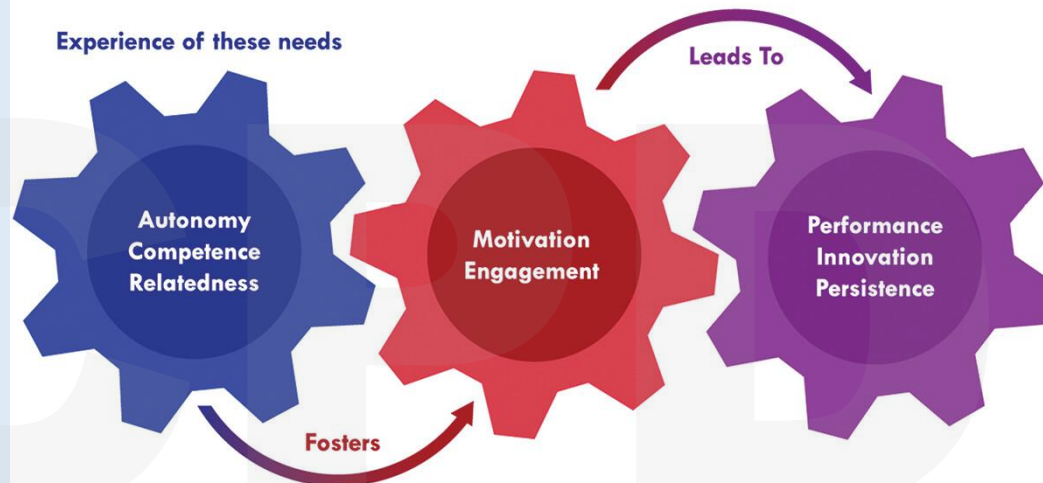 Experience of these needs
Leads To
Autonomy
Competence
Relatedness
Motivation
Engagement
Performance
Innovation
Persistence
Fosters